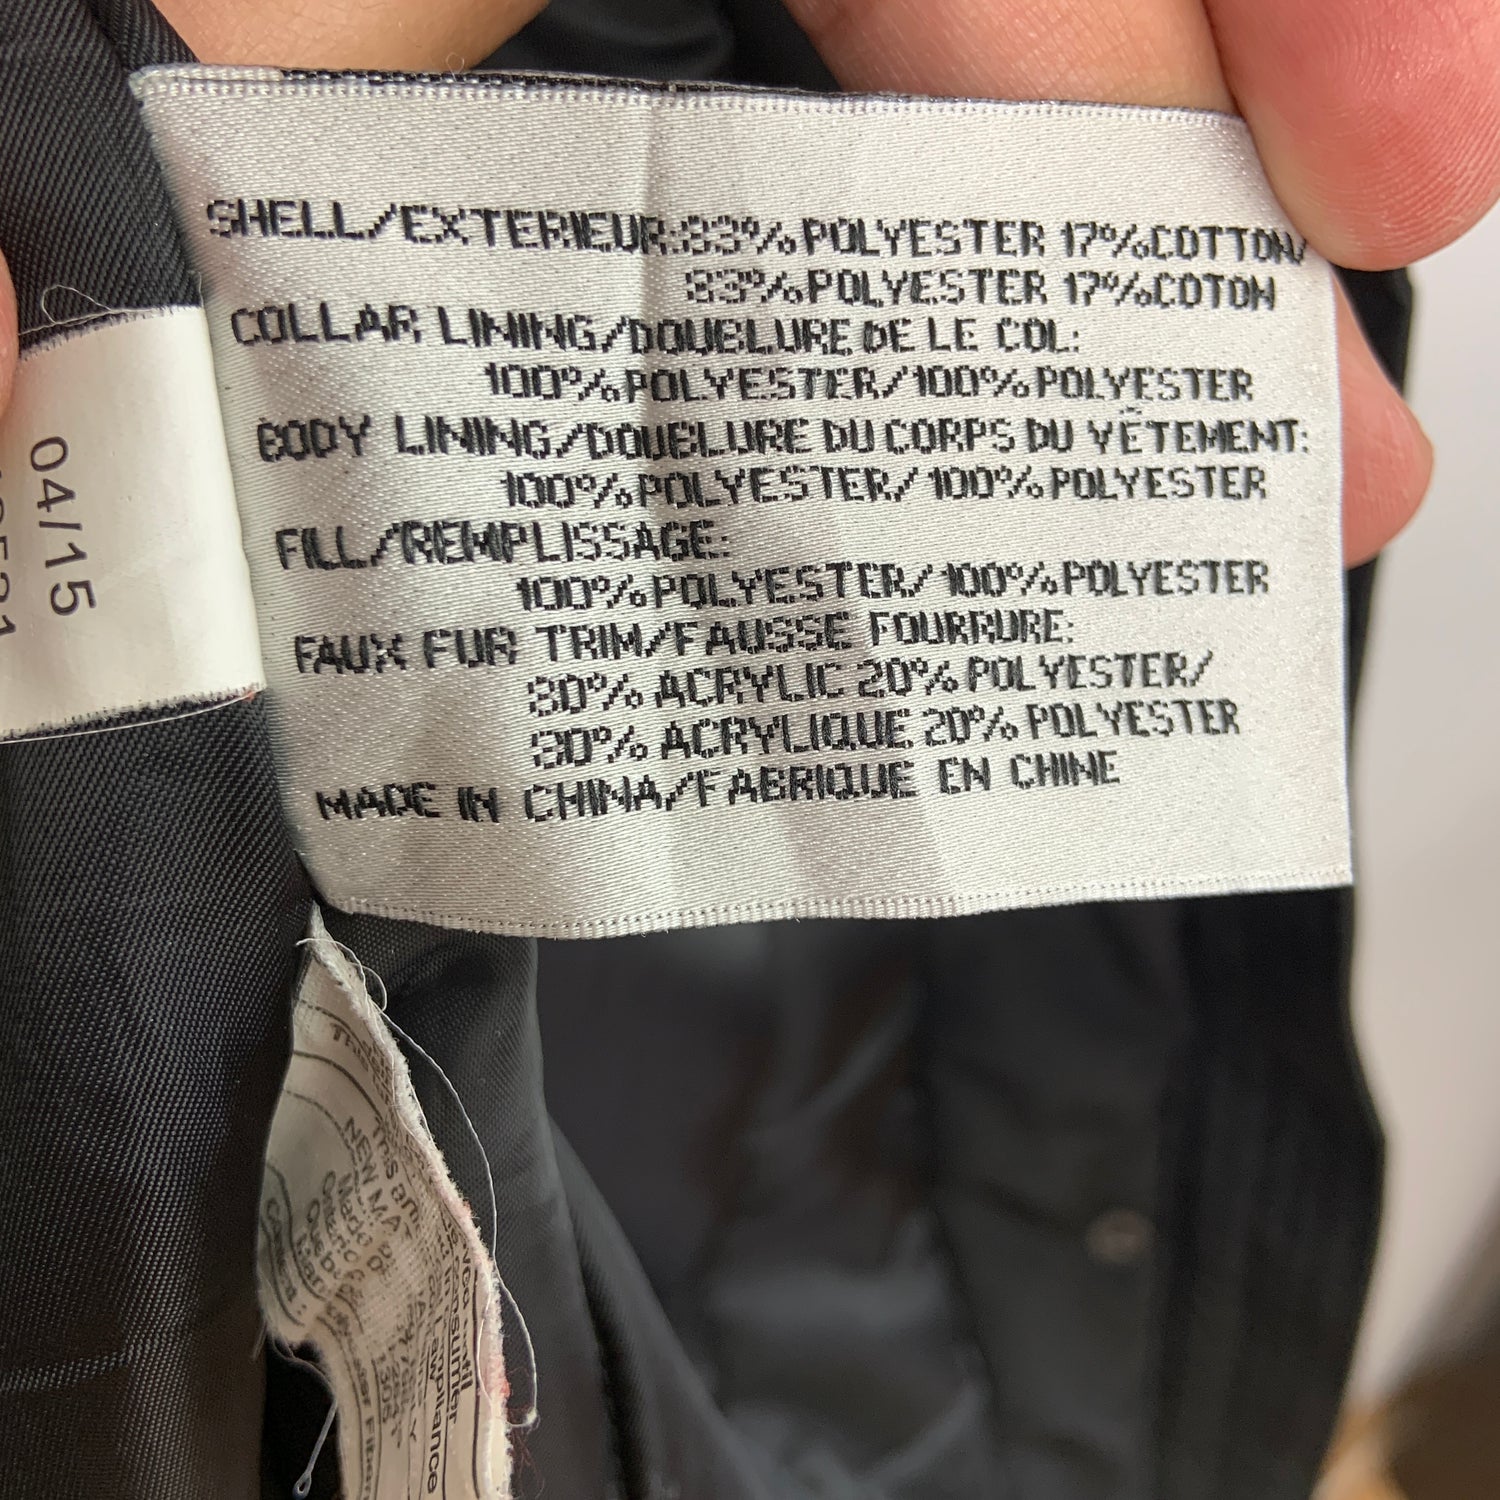 SHELL/EXTERIEUR:83% POLYESTER 17%COTTON/
83%POLYESTER 17%COTON
COLLAR LINING/DOUBLURE DE LE COL:
100%POLYESTER/100%POLYESTER
BODY LINING/DOUBLURE DU CORPS DU VÊTEMENT:
100%POLYESTER/100%POLYESTER
FILL/REMPLISSAGE:
100%POLYESTER/100%POLYESTER
FAUX FUR TRIM/FAUSSE FOURRURE:
80% ACRYLIC 20% POLYESTER/
80% ACRYLIQUE 20% POLYESTER
MADE IN CHINA/FABRIQUE EN CHINE
04/15
NEW MAT